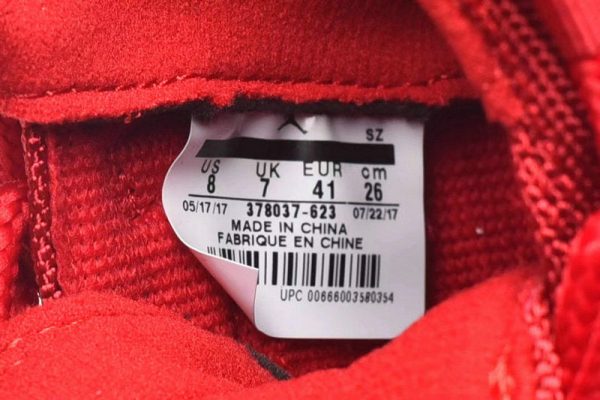 SZ
US UK EUR cm
8 7 41 26
05/17/17 378037-623 07/22/17
MADE IN CHINA
FABRIQUE EN CHINE
UPC 00666003580354